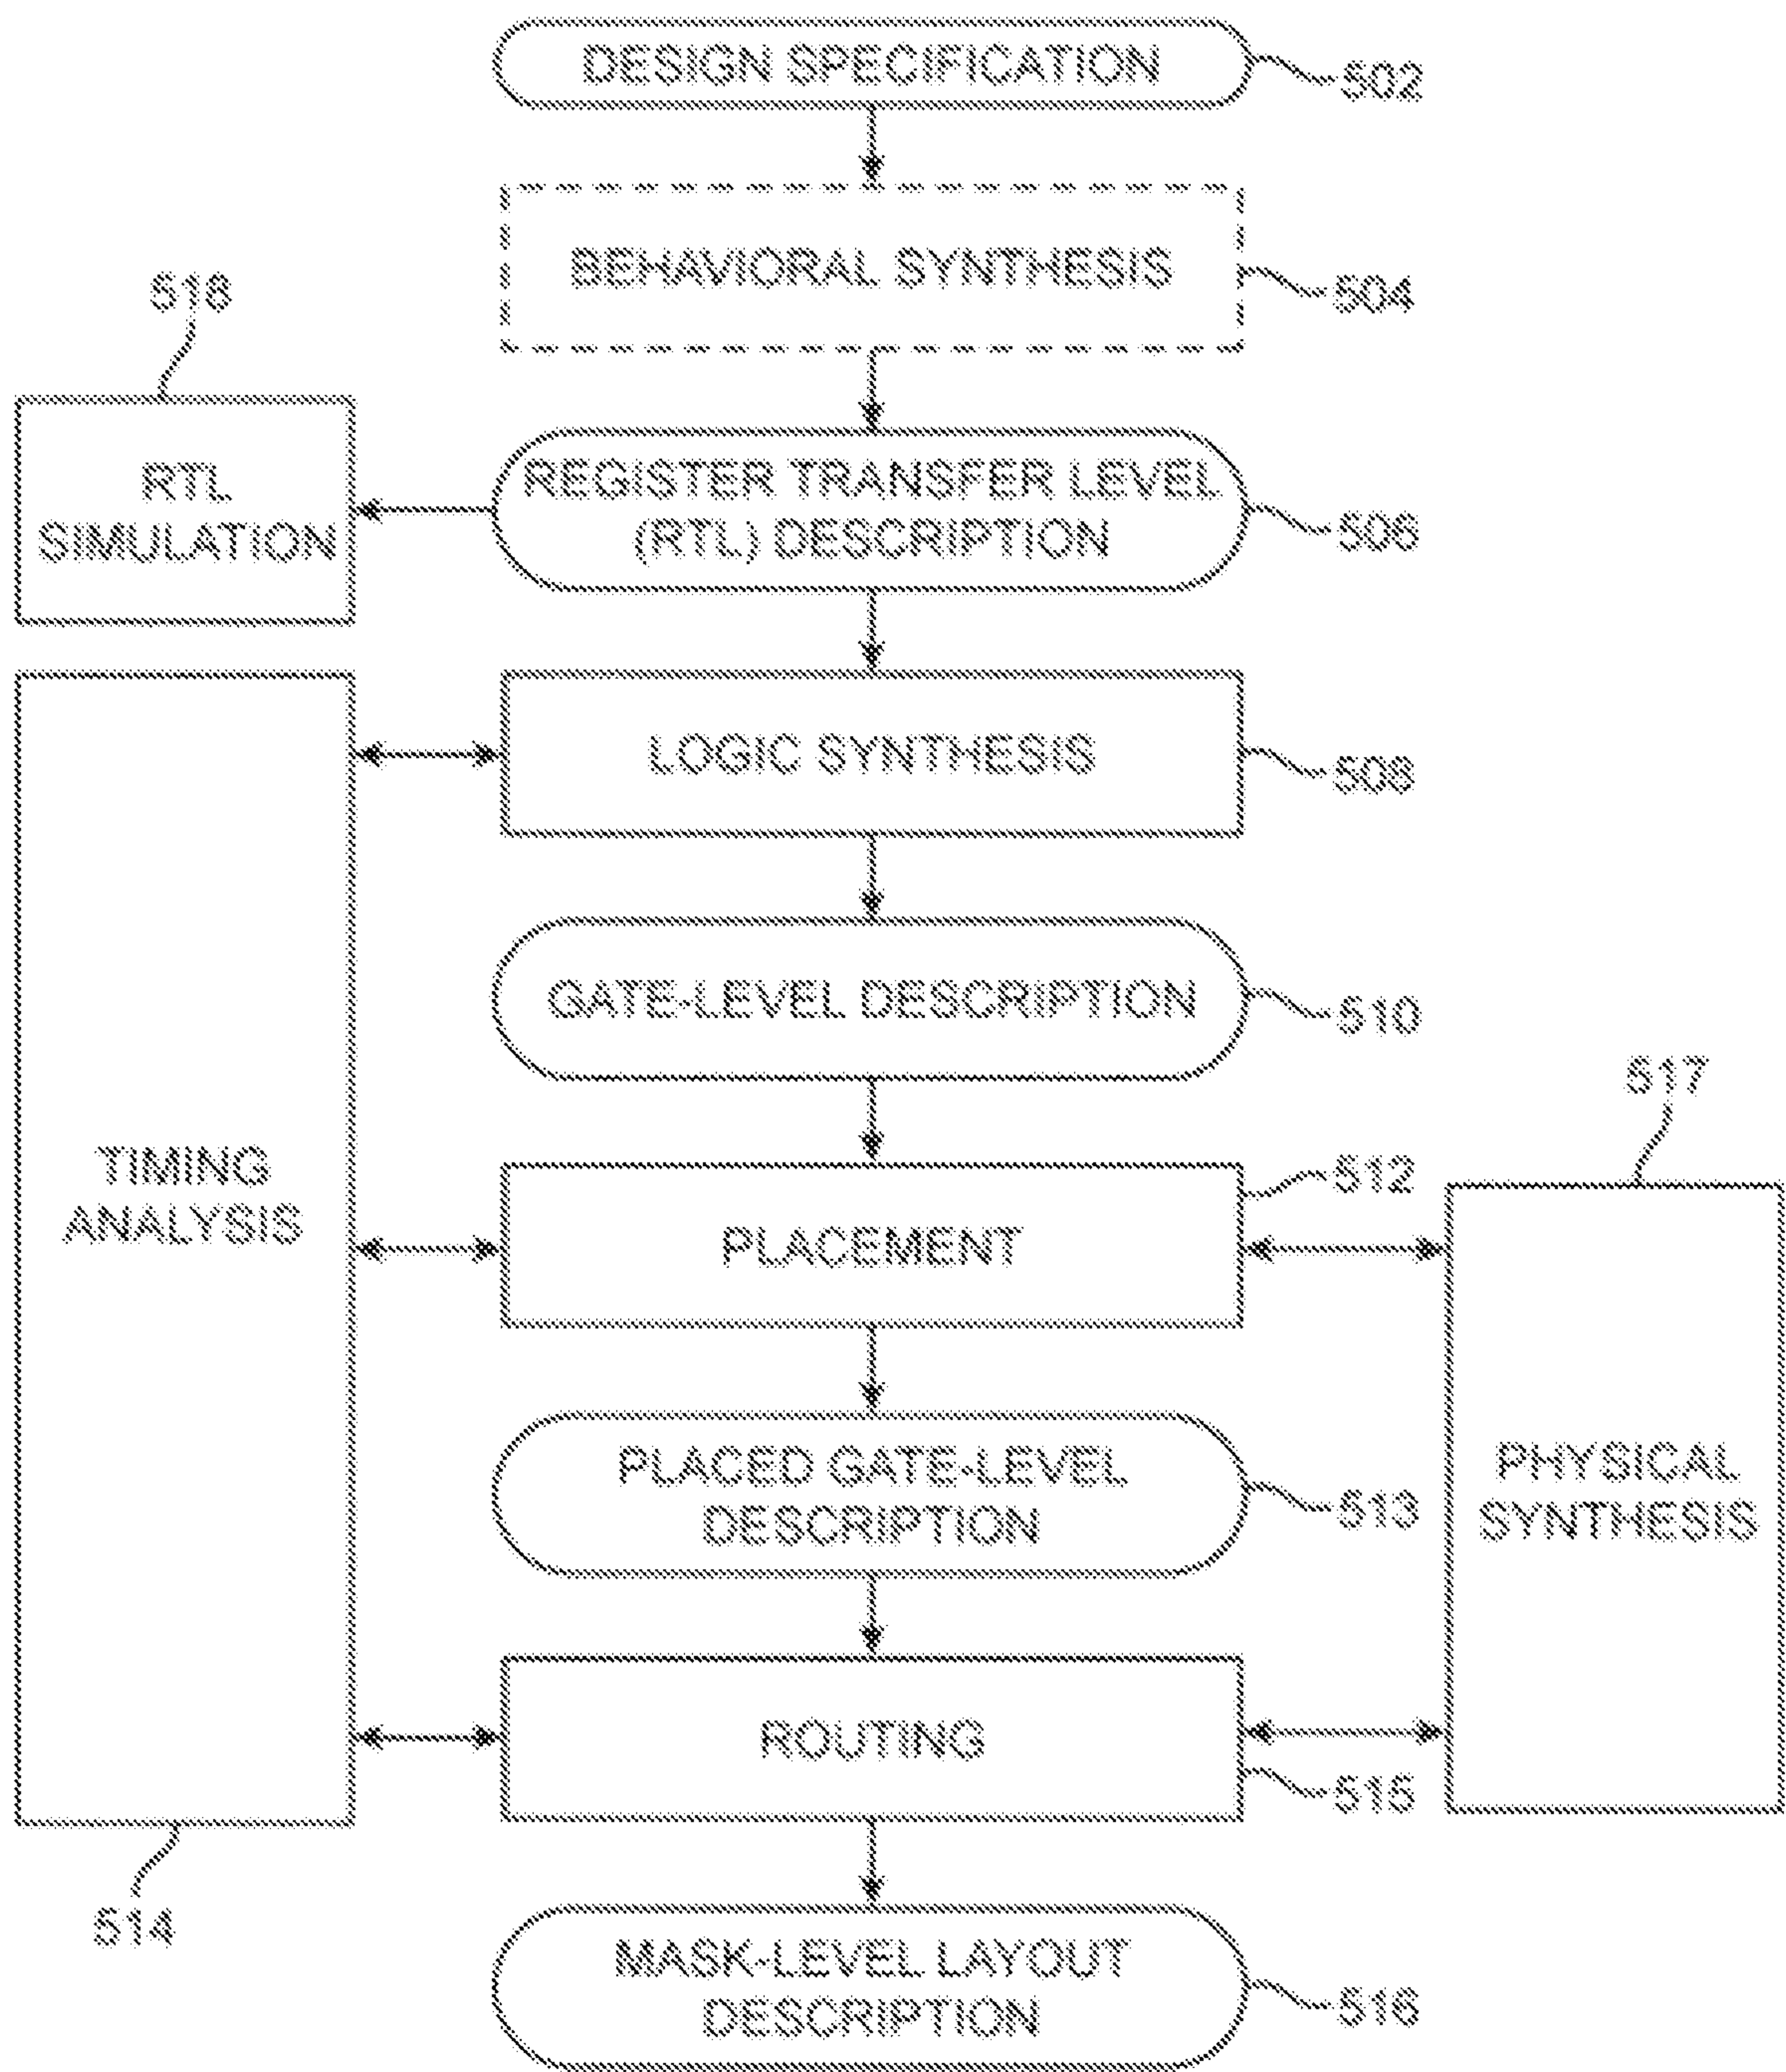 DESIGN SPECIFICATION
502
BEHAVIORAL SYNTHESIS
504
518
RTL
SIMULATION
REGISTER TRANSFER LEVEL
(RTL) DESCRIPTION
506
LOGIC SYNTHESIS
508
GATE-LEVEL DESCRIPTION
510
517
TIMING
ANALYSIS
PLACEMENT
512
PLACED GATE-LEVEL
DESCRIPTION
513
PHYSICAL
SYNTHESIS
ROUTING
515
514
MASK-LEVEL LAYOUT
DESCRIPTION
516